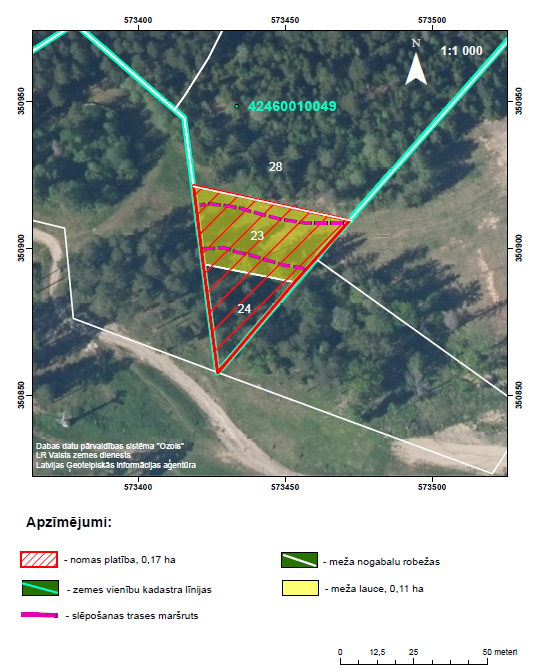 573400 573450 573500
N
1:1 000
350950
350950
42460010049
28
23
350900
350900
24
350850
350850
Dabas datu pārvaldības sistēma "Ozols"
LR Valsts zemes dienests
Latvijas Ģeotelpiskās informācijas aģentūra
573400 573450 573500
Apzīmējumi:
- nomas platība, 0,17 ha
- meža nogabalu robežas
- zemes vienību kadastra līnijas
- meža lauce, 0,11 ha
- slēpošanas trases maršruts
0 12,5 25 50 meteri